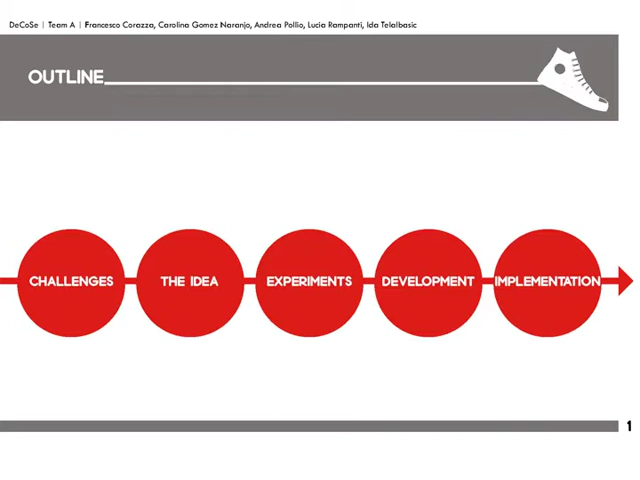 DeCoSe | Team A | Francesco Corazza, Carolina Gomez Naranjo, Andrea Pollio, Lucia Rampanti, Ida Telalbasic
OUTLINE
CHALLENGES
THE IDEA
EXPERIMENTS
DEVELOPMENT
IMPLEMENTATION
1